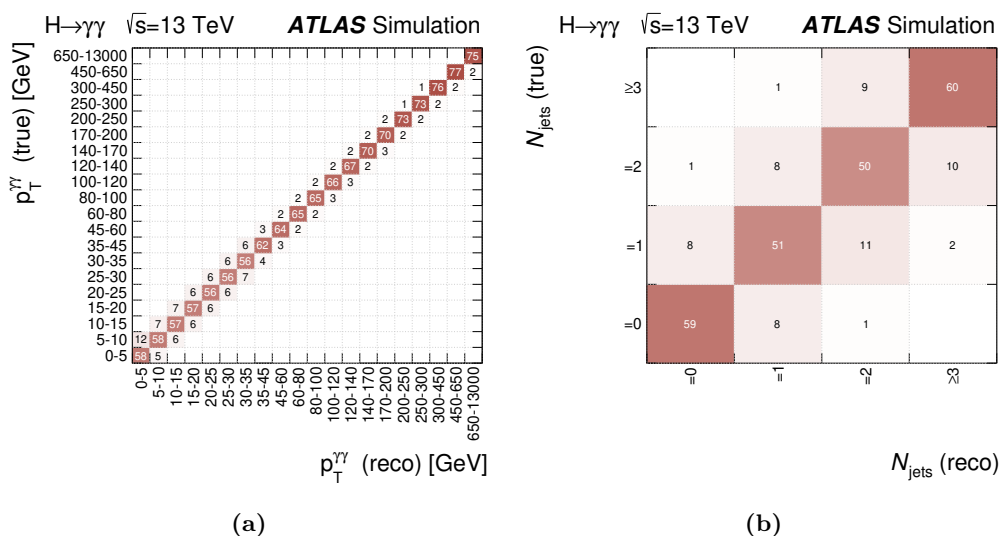 H→γγ √s=13 TeV ATLAS Simulation
p_T^γγ (true) [GeV]
650-13000 75
450-650 77 2
300-450 1 76 2
250-300 1 73 2
200-250 2 73 2
170-200 2 70 2
140-170 2 70 3
120-140 2 67 2
100-120 2 66 3
80-100 2 65 3
60-80 2 65 2
45-60 3 64 2
35-45 6 62 3
30-35 6 56 4
25-30 6 56 7
20-25 6 56 6
15-20 7 57 6
10-15 7 57 6
5-10 12 58 6
0-5 58 5
0-5
5-10
10-15
15-20
20-25
25-30
30-35
35-45
45-60
60-80
80-100
100-120
120-140
140-170
170-200
200-250
250-300
300-450
450-650
650-13000
p_T^γγ (reco) [GeV]
(a)
H→γγ √s=13 TeV ATLAS Simulation
N_jets (true)
≥3 1 9 60
=2 1 8 50 10
=1 8 51 11 2
=0 59 8 1
=0
=1
=2
≥3
N_jets (reco)
(b)